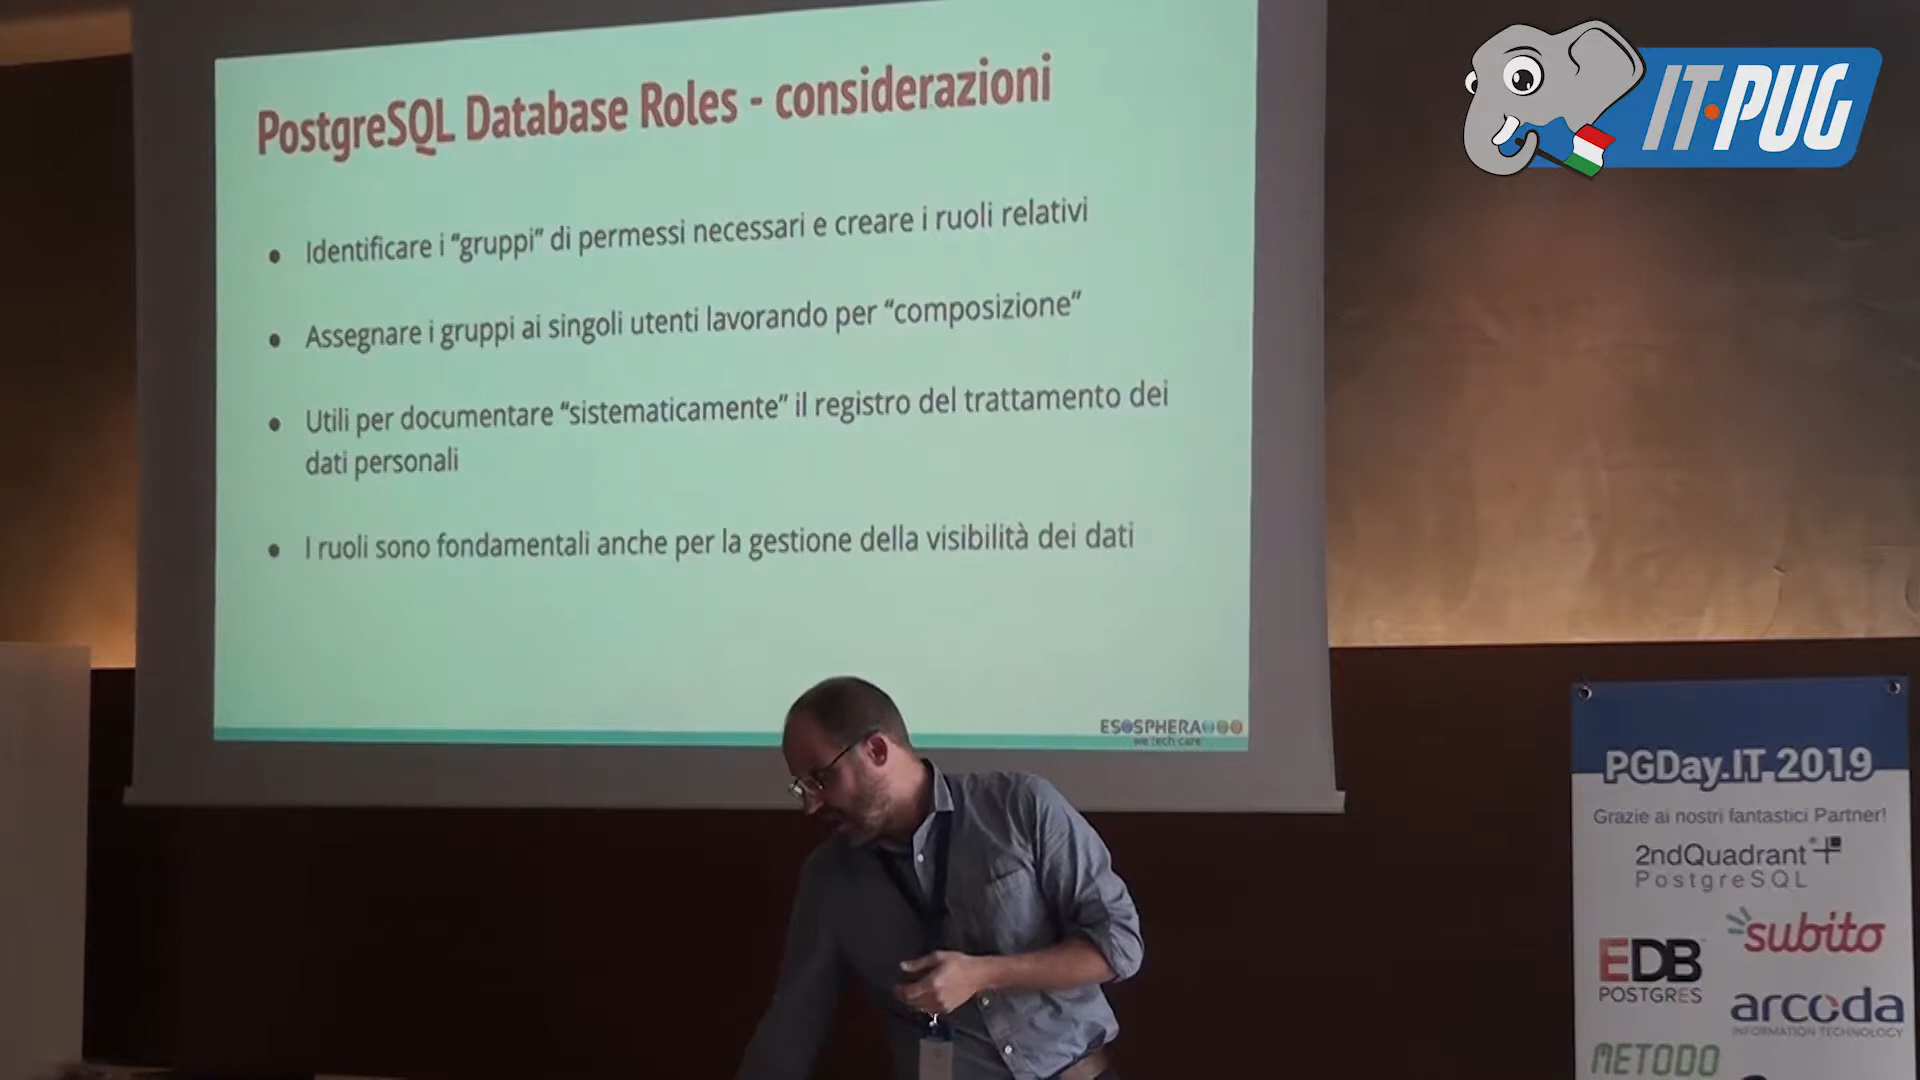 PostgreSQL Database Roles - considerazioni
● Identificare i “gruppi” di permessi necessari e creare i ruoli relativi
● Assegnare i gruppi ai singoli utenti lavorando per “composizione”
● Utili per documentare “sistematicamente” il registro del trattamento dei
dati personali
● I ruoli sono fondamentali anche per la gestione della visibilità dei dati
ESOSPHERA
we tech care
IT·PUG
PGDay.IT 2019
Grazie ai nostri fantastici Partner!
2ndQuadrant
PostgreSQL
subito
EDB
POSTGRES
arcoda
INFORMATION TECHNOLOGY
METODO